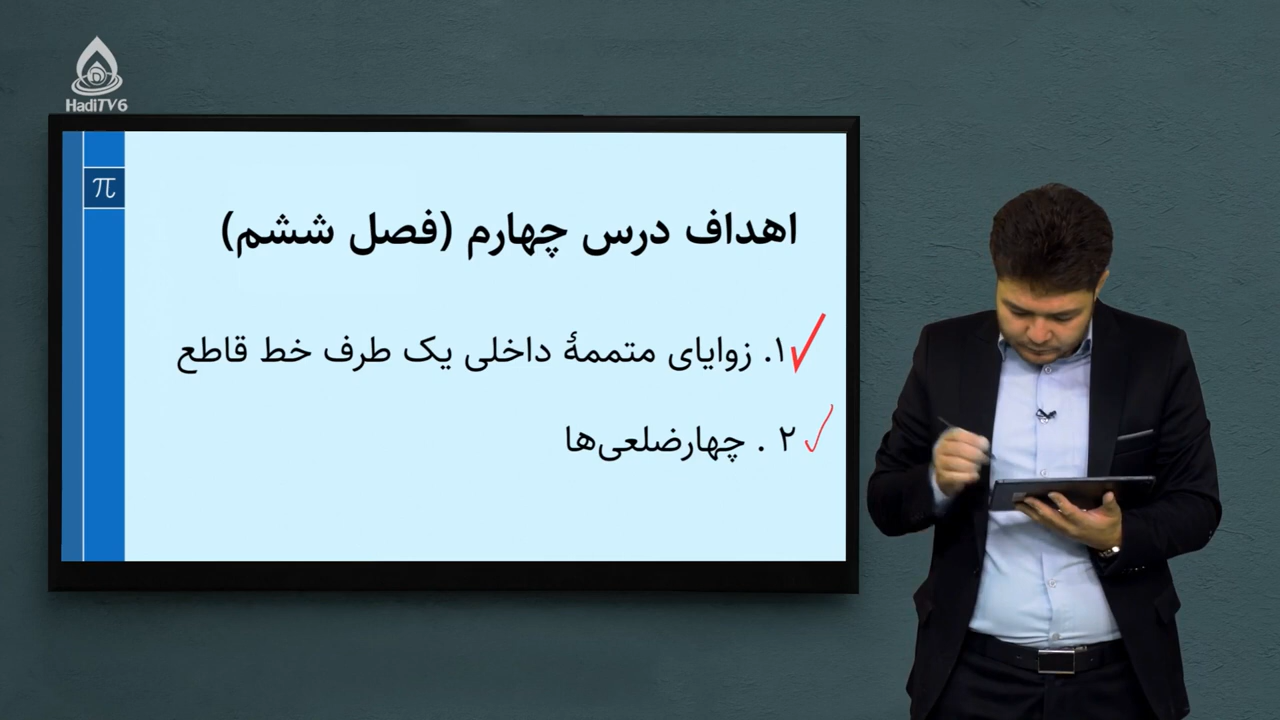 HadiTV6
π
اهداف درس چهارم (فصل ششم)
۱. زوایای متممهٔ داخلی یک طرف خط قاطع
۲ . چهارضلعی‌ها